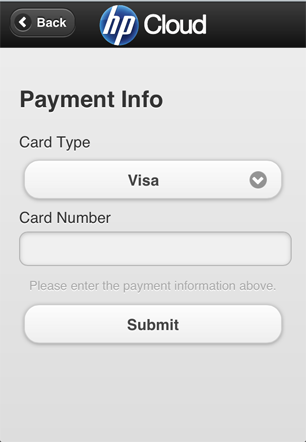 Back
hp Cloud
Payment Info
Card Type
Visa
Card Number
Please enter the payment information above.
Submit